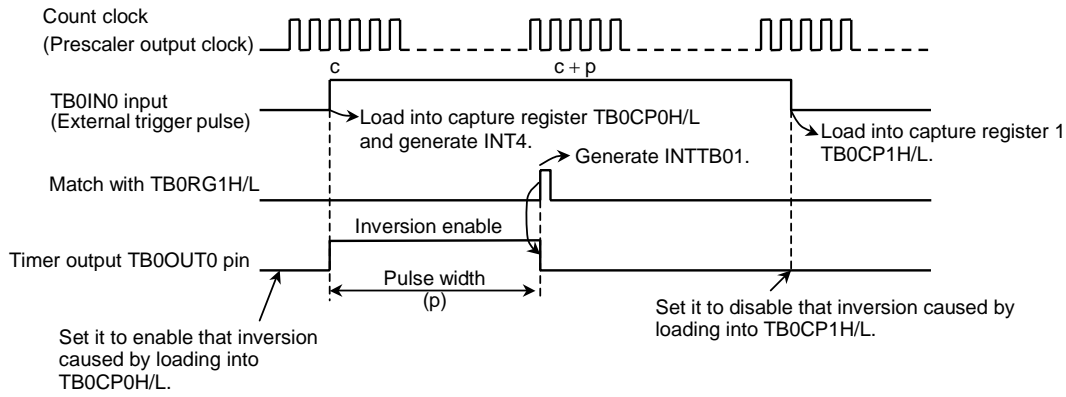 Count clock
(Prescaler output clock)
c
c + p
TB0IN0 input
(External trigger pulse)
Load into capture register TB0CP0H/L
and generate INT4.
Load into capture register 1
TB0CP1H/L.
Generate INTTB01.
Match with TB0RG1H/L
Inversion enable
Timer output TB0OUT0 pin
Pulse width
(p)
Set it to enable that inversion
caused by loading into
TB0CP0H/L.
Set it to disable that inversion caused by
loading into TB0CP1H/L.